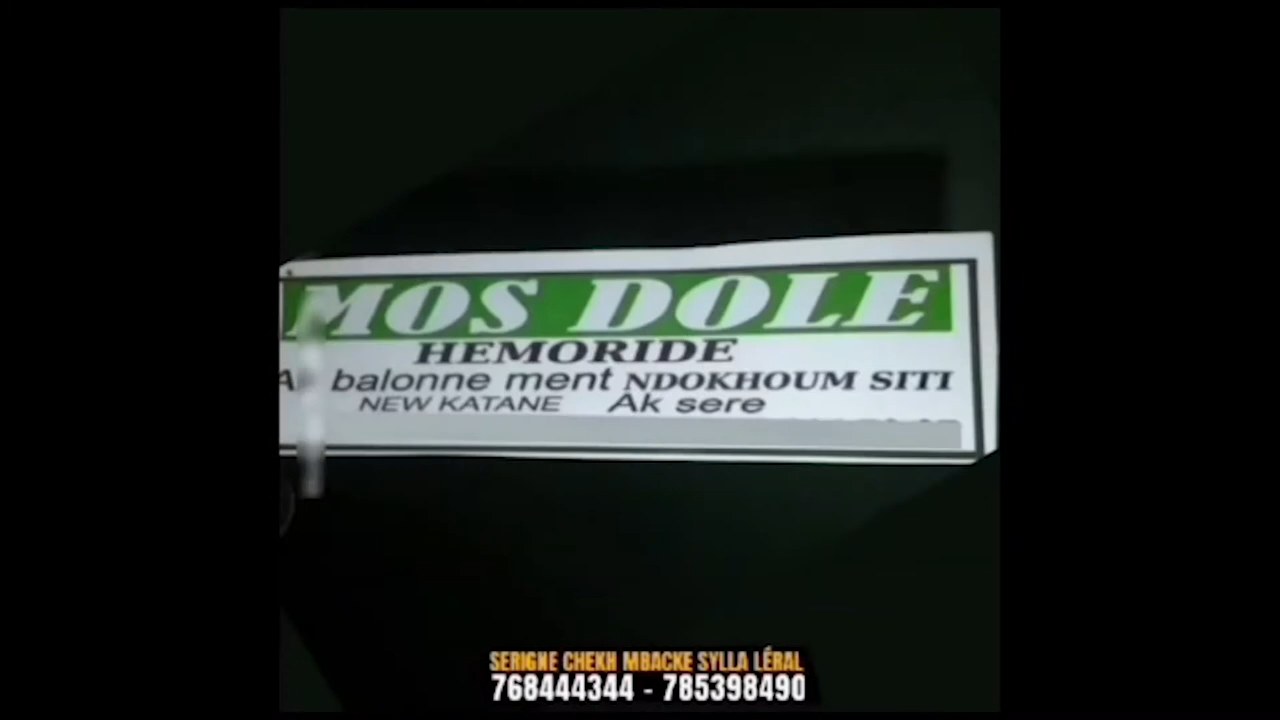 MOS DOLE
HEMORIDE
balonne ment NDOKHOUM SITI
NEW KATANE Ak sere
SERIGNE CHEKH MBACKE SYLLA LÉRAL
768444344 - 785398490